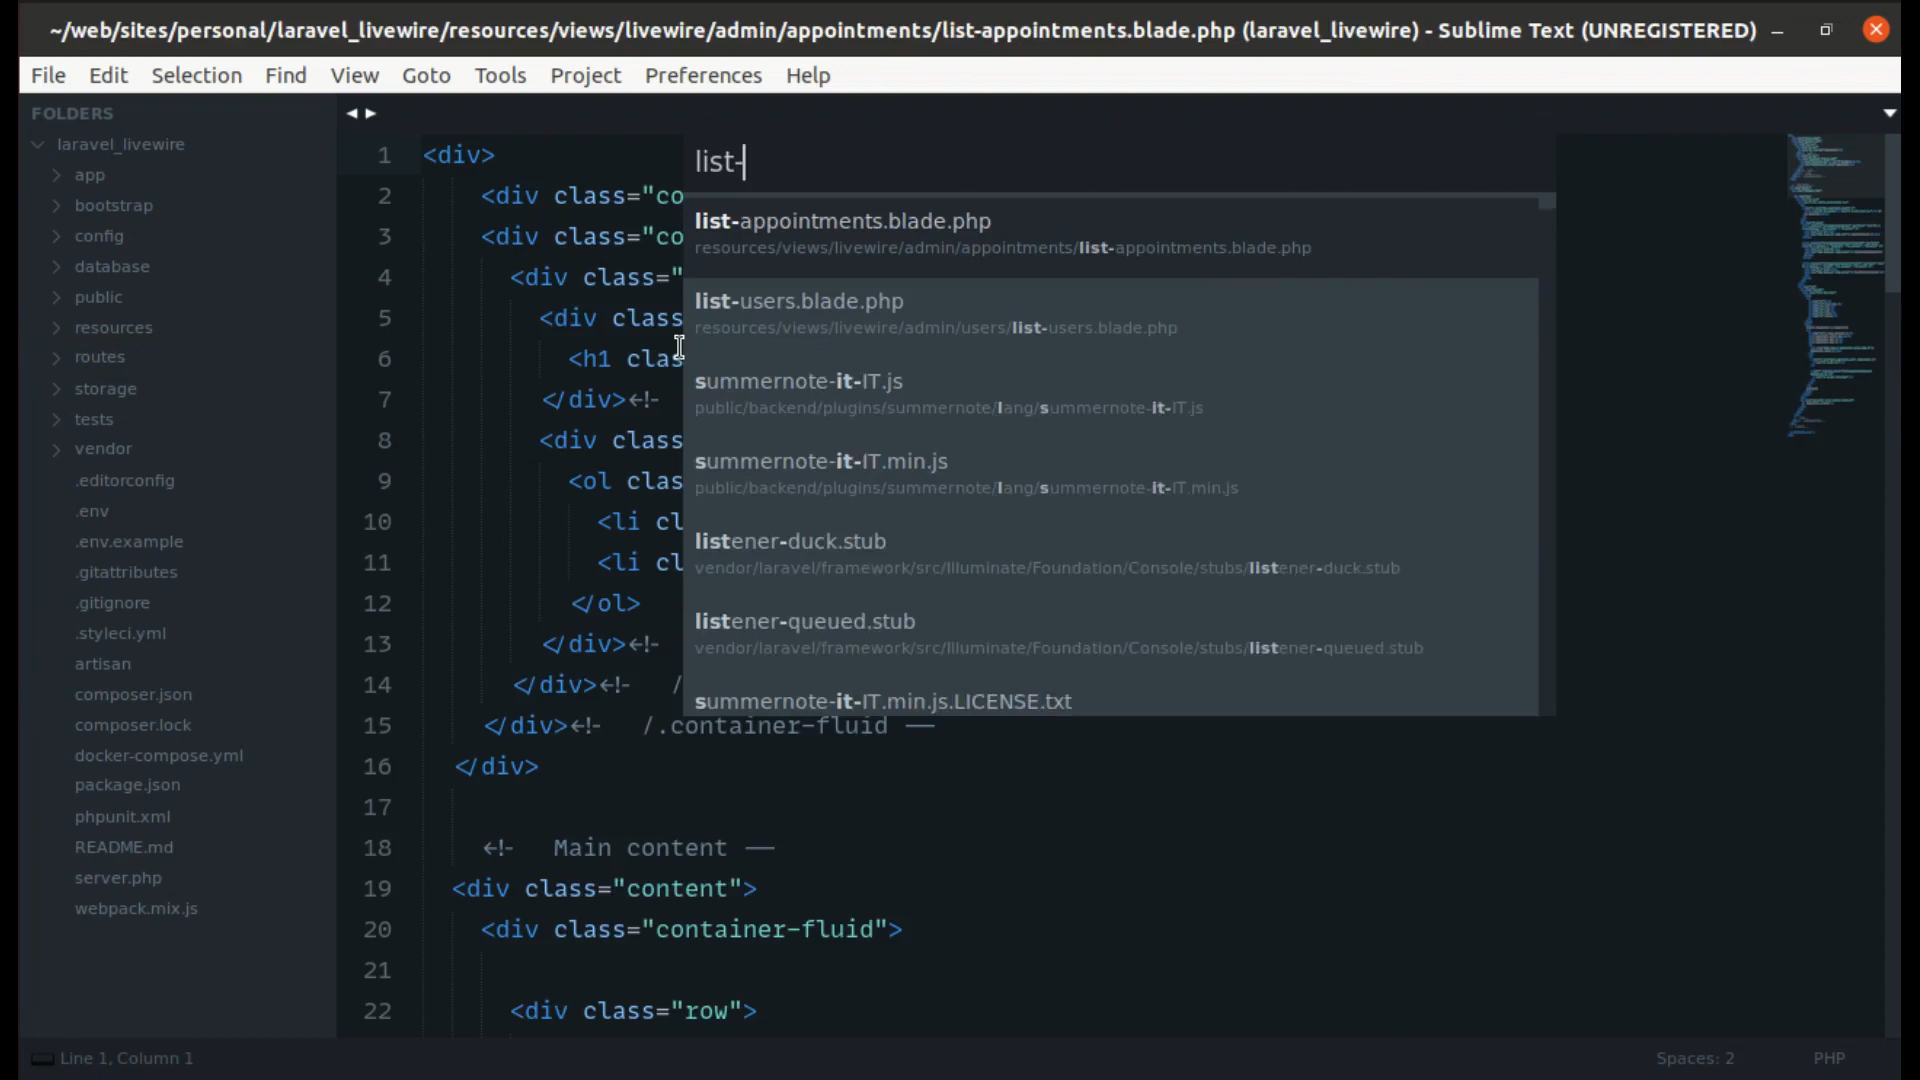 ~/web/sites/personal/laravel_livewire/resources/views/livewire/admin/appointments/list-appointments.blade.php (laravel_livewire) - Sublime Text (UNREGISTERED)
File Edit Selection Find View Goto Tools Project Preferences Help
FOLDERS
laravel_livewire
app
bootstrap
config
database
public
resources
routes
storage
tests
vendor
.editorconfig
.env
.env.example
.gitattributes
.gitignore
.styleci.yml
artisan
composer.json
composer.lock
docker-compose.yml
package.json
phpunit.xml
README.md
server.php
webpack.mix.js
list-
list-appointments.blade.php
resources/views/livewire/admin/appointments/list-appointments.blade.php
list-users.blade.php
resources/views/livewire/admin/users/list-users.blade.php
summernote-it-IT.js
public/backend/plugins/summernote/lang/summernote-it-IT.js
summernote-it-IT.min.js
public/backend/plugins/summernote/lang/summernote-it-IT.min.js
listener-duck.stub
vendor/laravel/framework/src/Illuminate/Foundation/Console/stubs/listener-duck.stub
listener-queued.stub
vendor/laravel/framework/src/Illuminate/Foundation/Console/stubs/listener-queued.stub
summernote-it-IT.min.js.LICENSE.txt
1 <div>
2 <div class="co
3 <div class="co
4 <div class="
5 <div class
6 <h1 clas
7 </div><!-
8 <div class
9 <ol clas
10 <li cl
11 <li cl
12 </ol>
13 </div><!-
14 </div><!- /
15 </div><!- /.container-fluid --
16 </div>
17
18 <!- Main content --
19 <div class="content">
20 <div class="container-fluid">
21
22 <div class="row">
Line 1, Column 1
Spaces: 2
PHP